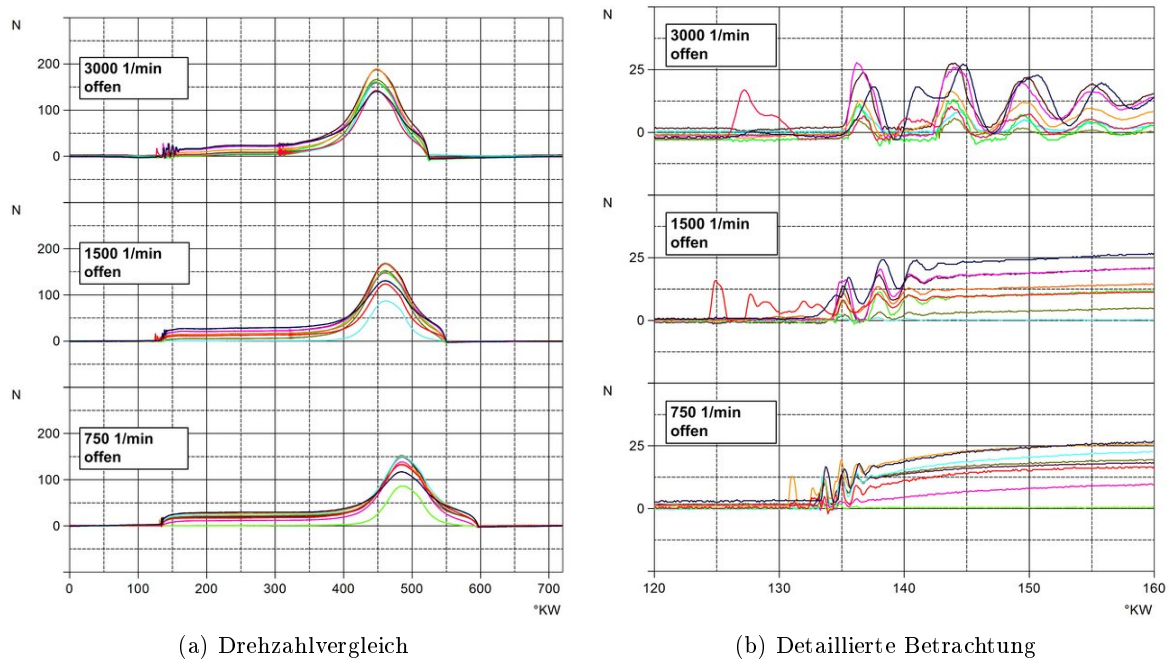 N
3000 1/min
offen
200
100
0
N
1500 1/min
offen
200
100
0
N
750 1/min
offen
200
100
0
0 100 200 300 400 500 600 700
°KW
(a) Drehzahlvergleich
N
3000 1/min
offen
25
0
N
1500 1/min
offen
25
0
N
750 1/min
offen
25
0
120 130 140 150 160
°KW
(b) Detaillierte Betrachtung